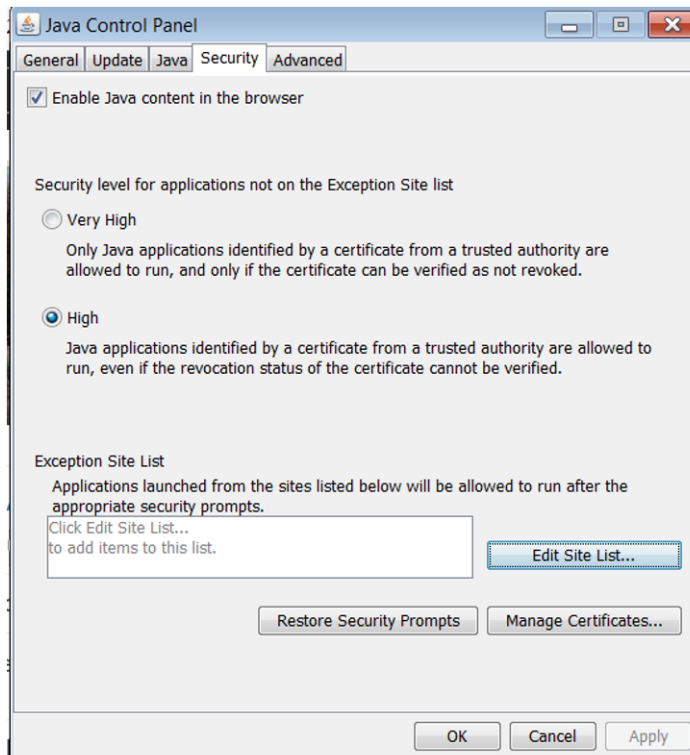 Java Control Panel
General Update Java Security Advanced
Enable Java content in the browser
Security level for applications not on the Exception Site list
Very High
Only Java applications identified by a certificate from a trusted authority are
allowed to run, and only if the certificate can be verified as not revoked.
High
Java applications identified by a certificate from a trusted authority are allowed to
run, even if the revocation status of the certificate cannot be verified.
Exception Site List
Applications launched from the sites listed below will be allowed to run after the
appropriate security prompts.
Click Edit Site List...
to add items to this list.
Edit Site List...
Restore Security Prompts Manage Certificates...
OK Cancel Apply